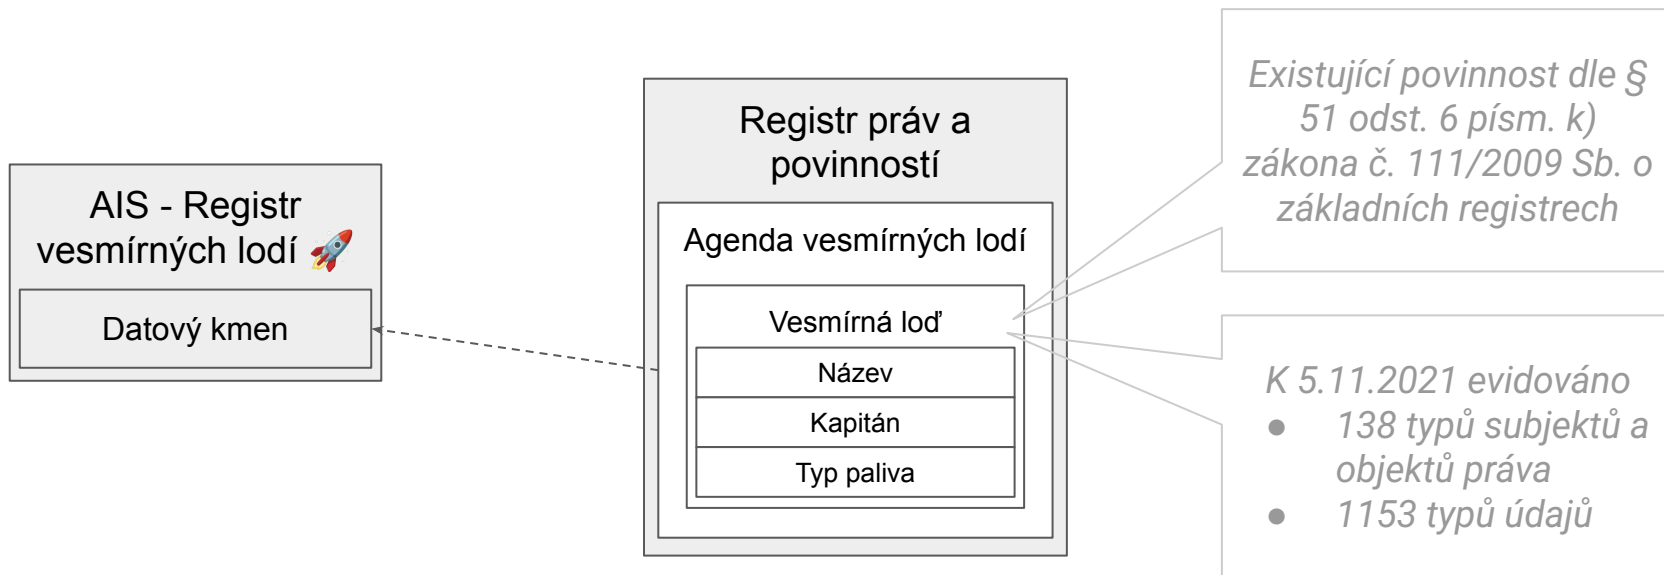 AIS - Registr
vesmírných lodí 🚀
Datový kmen
Registr práv a
povinností
Agenda vesmírných lodí
Vesmírná loď
Název
Kapitán
Typ paliva
Existující povinnost dle §
51 odst. 6 písm. k)
zákona č. 111/2009 Sb. o
základních registrech
K 5.11.2021 evidováno
● 138 typů subjektů a
objektů práva
● 1153 typů údajů